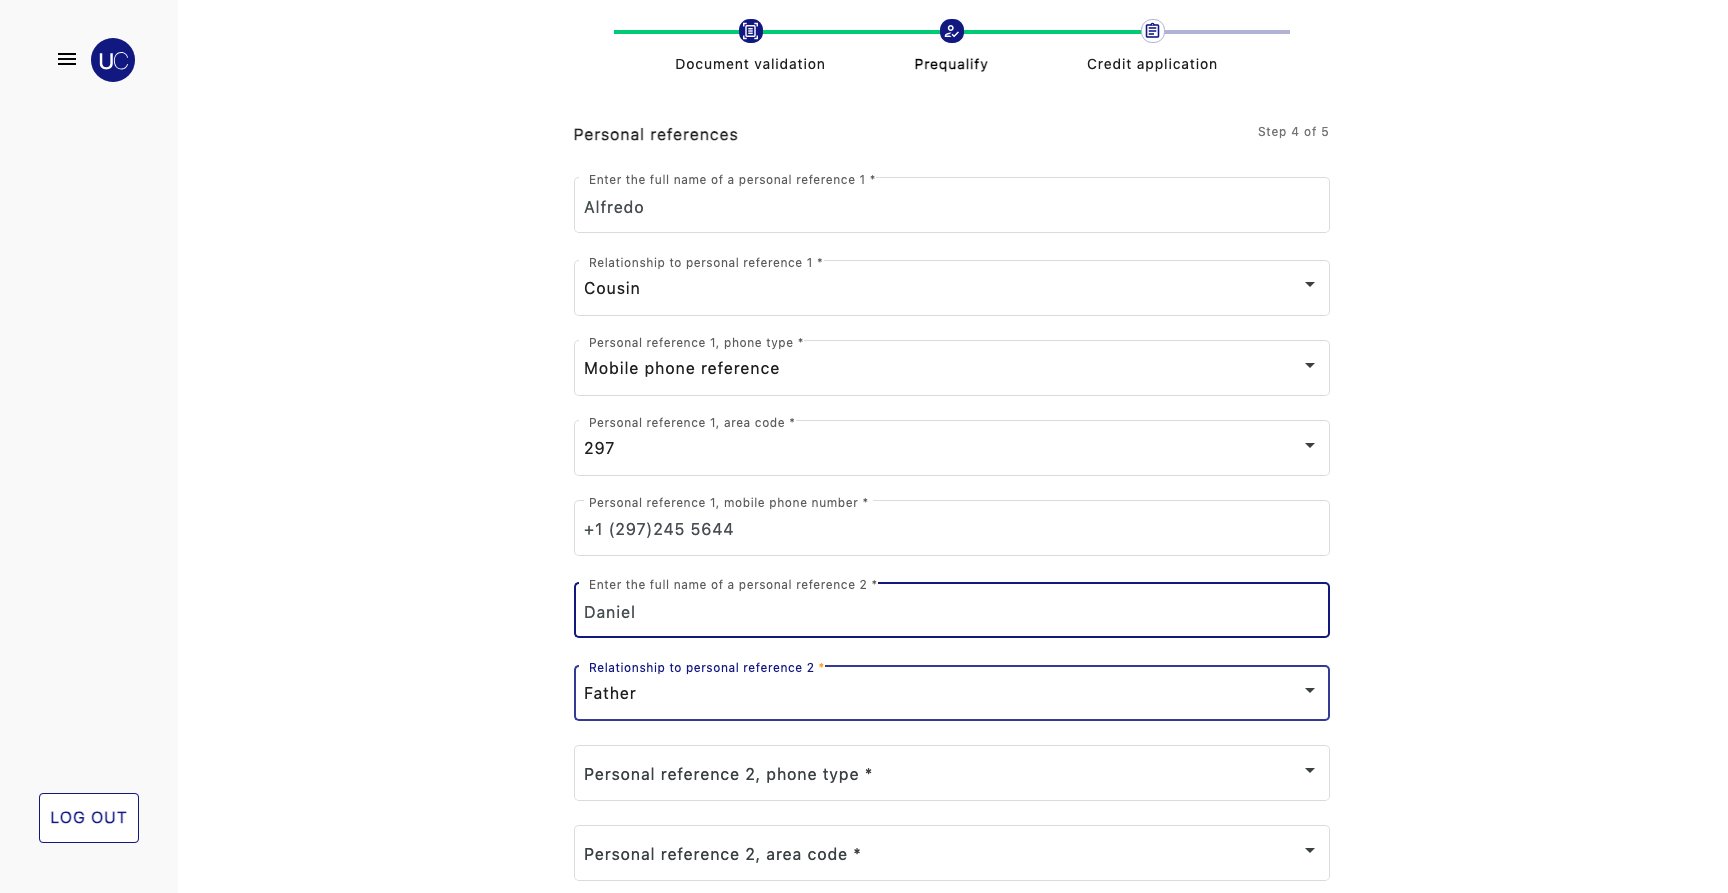 UC
Document validation
Prequalify
Credit application
Personal references
Step 4 of 5
Enter the full name of a personal reference 1 *
Alfredo
Relationship to personal reference 1 *
Cousin
Personal reference 1, phone type *
Mobile phone reference
Personal reference 1, area code *
297
Personal reference 1, mobile phone number *
+1 (297)245 5644
Enter the full name of a personal reference 2 *
Daniel
Relationship to personal reference 2 *
Father
Personal reference 2, phone type *
Personal reference 2, area code *
LOG OUT